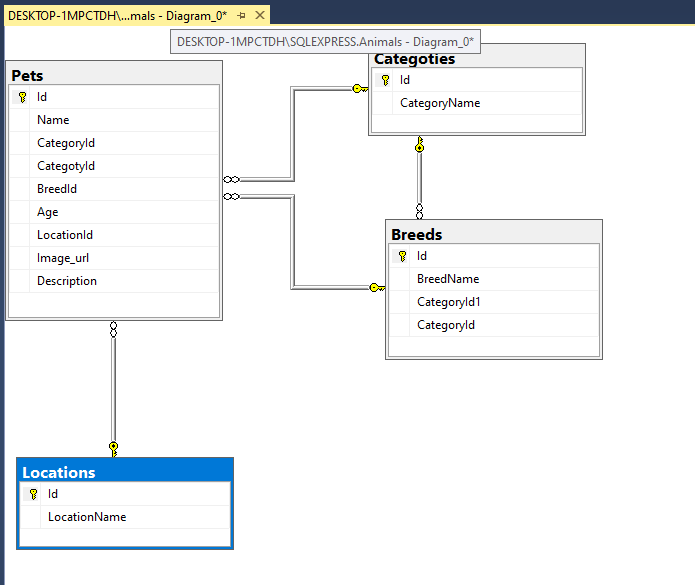 DESKTOP-1MPCTDH\...mals - Diagram_0*
DESKTOP-1MPCTDH\SQLEXPRESS.Animals - Diagram_0*
Pets
Id
Name
CategoryId
CategotyId
BreedId
Age
LocationId
Image_url
Description
Categoties
Id
CategoryName
Breeds
Id
BreedName
CategoryId1
CategoryId
Locations
Id
LocationName